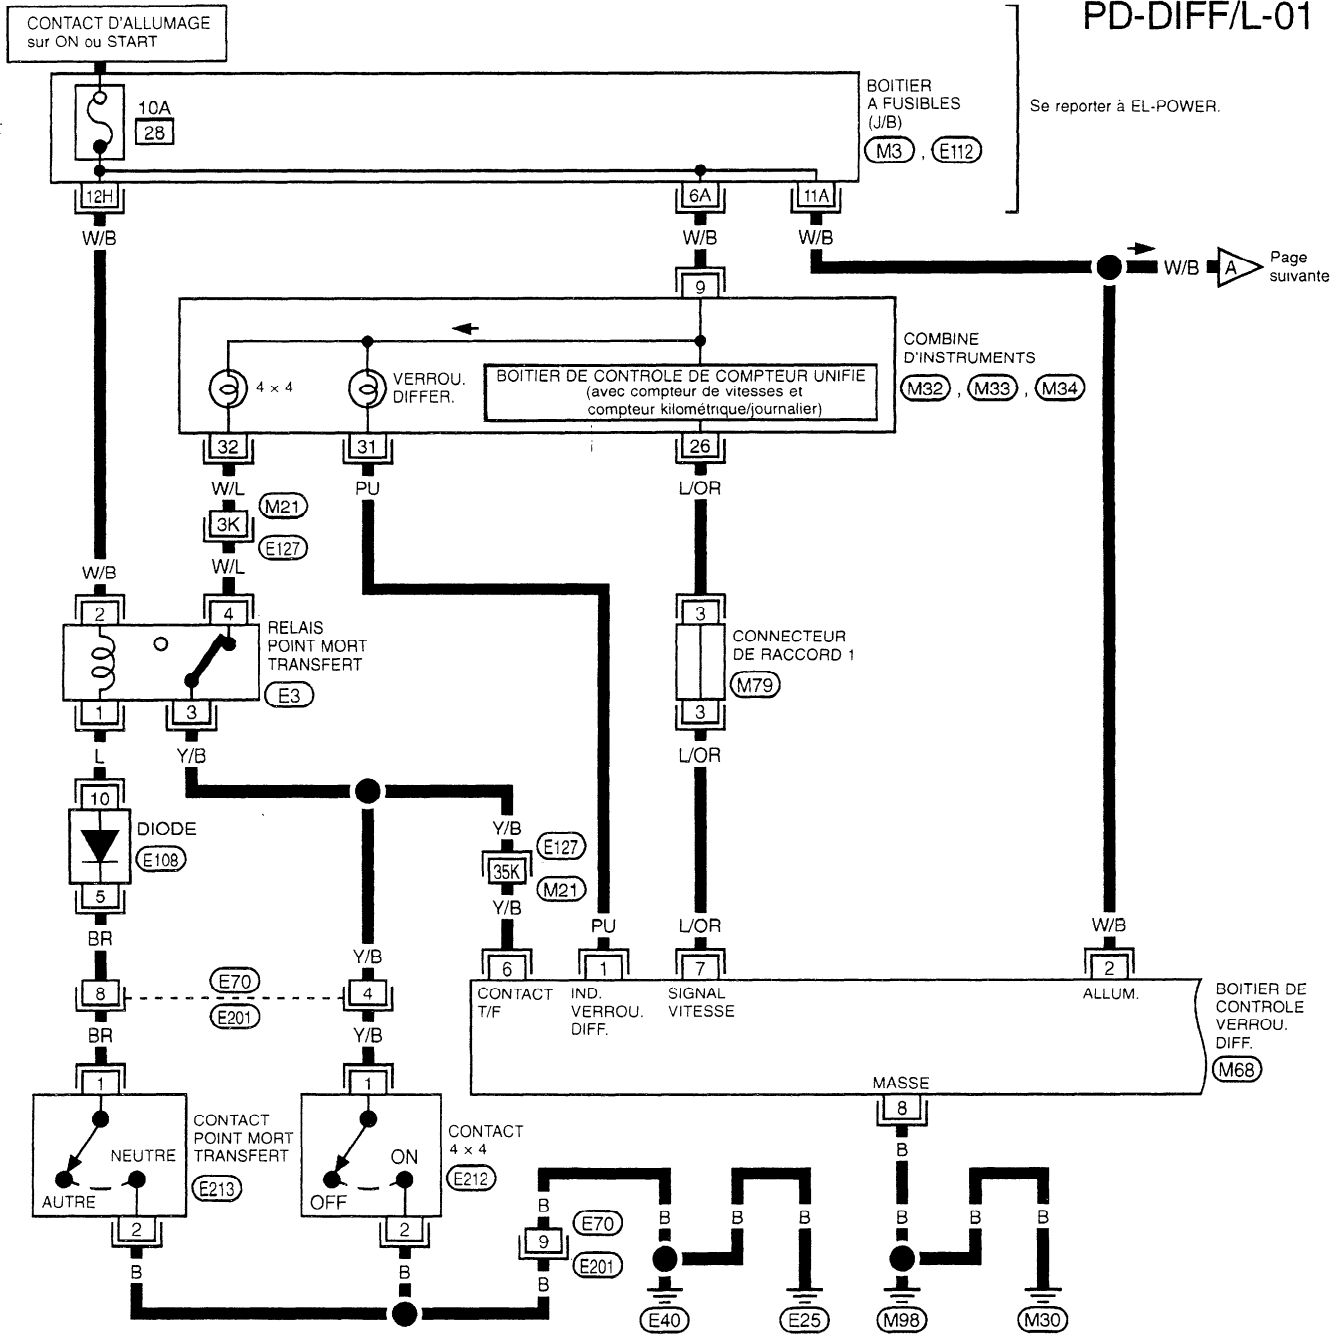 PD-DIFF/L-01
CONTACT D'ALLUMAGE
sur ON ou START
10A
28
BOITIER
A FUSIBLES
(J/B)
M3 , E112
Se reporter à EL-POWER.
12H
6A
11A
W/B
W/B
W/B
W/B
A
Page
suivante
9
COMBINE
D'INSTRUMENTS
M32 , M33 , M34
4 x 4
VERROU.
DIFFER.
BOITIER DE CONTROLE DE COMPTEUR UNIFIE
(avec compteur de vitesses et
compteur kilométrique/journalier)
32
31
26
W/L
PU
L/OR
M21
3K
E127
W/L
W/B
2
4
3
RELAIS
POINT MORT
TRANSFERT
E3
CONNECTEUR
DE RACCORD 1
M79
1
3
3
L
Y/B
L/OR
10
DIODE
E108
5
Y/B
E127
35K
M21
Y/B
BR
PU
L/OR
W/B
Y/B
6
1
7
2
8
E70
E201
4
CONTACT
T/F
IND.
VERROU.
DIFF.
SIGNAL
VITESSE
ALLUM.
BOITIER DE
CONTROLE
VERROU.
DIFF.
M68
BR
Y/B
MASSE
1
1
8
CONTACT
POINT MORT
TRANSFERT
E213
NEUTRE
AUTRE
CONTACT
4 x 4
E212
ON
OFF
B
2
2
B
B
B
B
B
B
E70
9
E201
B
B
B
E40
E25
M98
M30